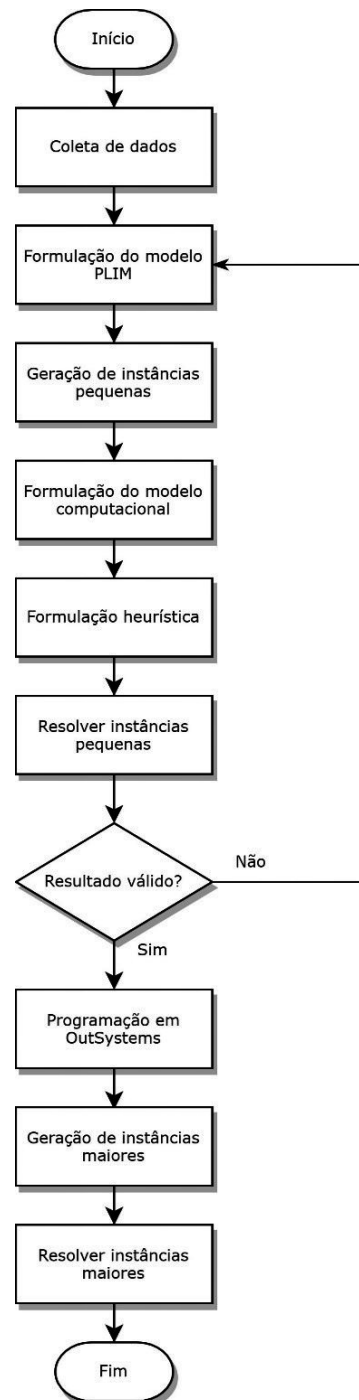 Início
Coleta de dados
Formulação do modelo
PLIM
Geração de instâncias
pequenas
Formulação do modelo
computacional
Formulação heurística
Resolver instâncias
pequenas
Resultado válido?
Não
Sim
Programação em
OutSystems
Geração de instâncias
maiores
Resolver instâncias
maiores
Fim